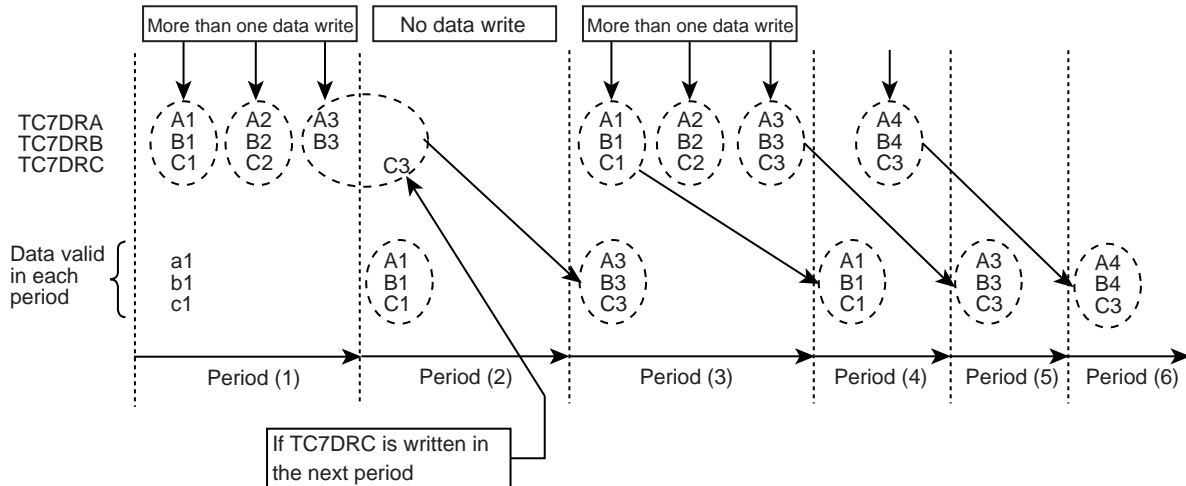 More than one data write
No data write
More than one data write
TC7DRA
TC7DRB
TC7DRC
A1
B1
C1
A2
B2
C2
A3
B3
C3
A1
B1
C1
A2
B2
C2
A3
B3
C3
A4
B4
C3
Data valid
in each
period
a1
b1
c1
A1
B1
C1
A3
B3
C3
A1
B1
C1
A3
B3
C3
A4
B4
C3
Period (1)
Period (2)
Period (3)
Period (4)
Period (5)
Period (6)
If TC7DRC is written in
the next period